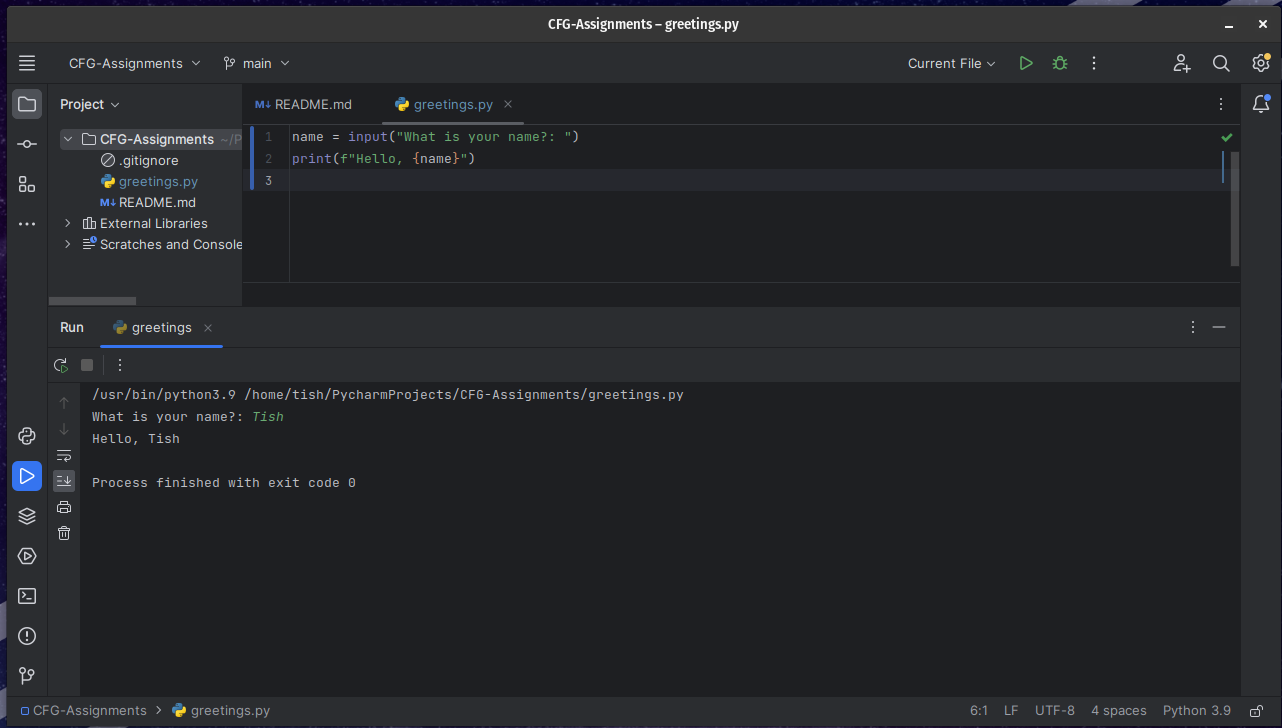 CFG-Assignments – greetings.py
CFG-Assignments main Current File
Project
README.md greetings.py
CFG-Assignments ~/P
.gitignore
greetings.py
README.md
External Libraries
Scratches and Console
1 name = input("What is your name?: ")
2 print(f"Hello, {name}")
3
Run greetings
/usr/bin/python3.9 /home/tish/PycharmProjects/CFG-Assignments/greetings.py
What is your name?: Tish
Hello, Tish
Process finished with exit code 0
CFG-Assignments greetings.py 6:1 LF UTF-8 4 spaces Python 3.9